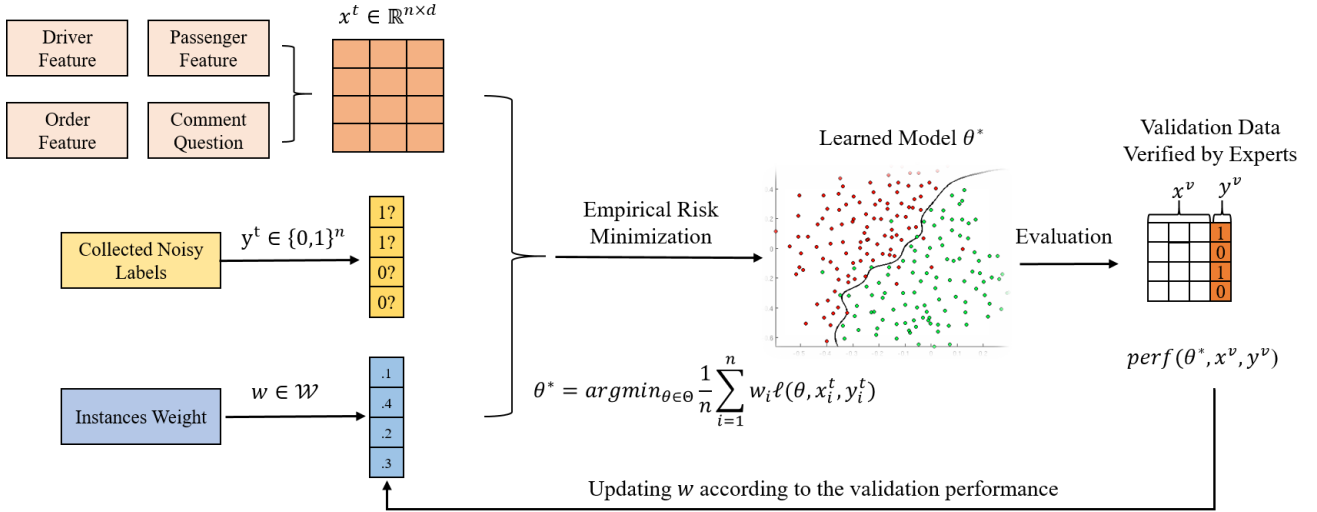 Driver
Feature
Passenger
Feature
Order
Feature
Comment
Question
x^t ∈ ℝ^{n×d}
Collected Noisy
Labels
y^t ∈ {0,1}^n
1?
1?
0?
0?
Instances Weight
w ∈ 𝒲
.1
.4
.2
.3
Empirical Risk
Minimization
θ* = argmin_{θ∈Θ} \frac{1}{n} \sum_{i=1}^{n} w_i ℓ(θ, x_i^t, y_i^t)
Learned Model θ*
Evaluation
Validation Data
Verified by Experts
x^v y^v
1
0
1
0
perf(θ*, x^v, y^v)
Updating w according to the validation performance